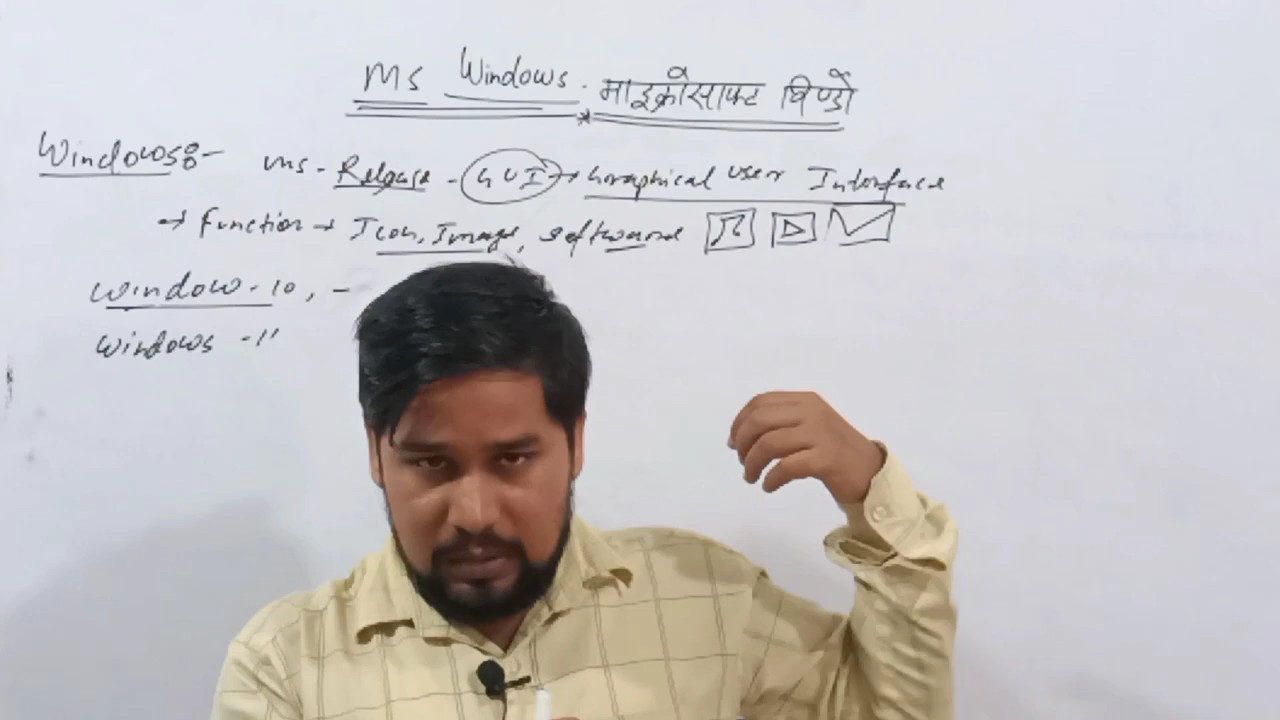 MS Windows. माइक्रोसाफ्ट विण्डो
Windows:- ms - Release - GUI → Graphical User Interface
→ Function → Icon, Image, software
Window - 10, -
Windows - 11